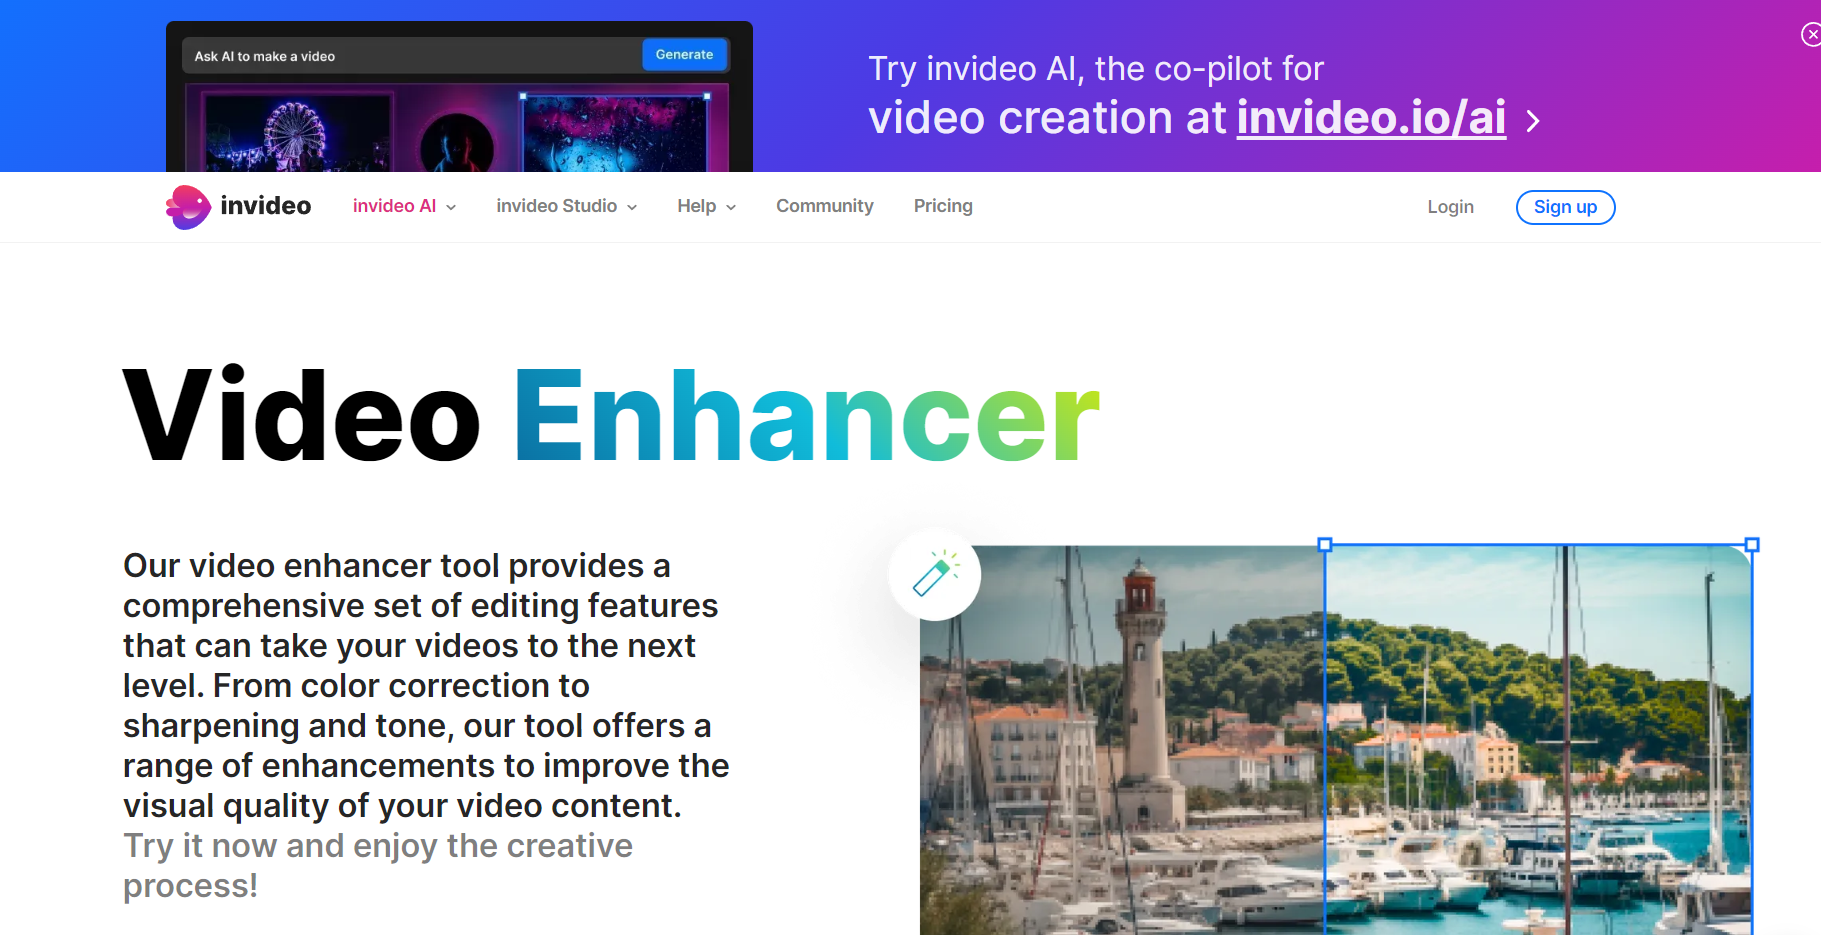 Ask AI to make a video
Generate
Try invideo AI, the co-pilot for
video creation at invideo.io/ai
invideo
invideo AI
invideo Studio
Help
Community
Pricing
Login
Sign up
Video Enhancer
Our video enhancer tool provides a
comprehensive set of editing features
that can take your videos to the next
level. From color correction to
sharpening and tone, our tool offers a
range of enhancements to improve the
visual quality of your video content.
Try it now and enjoy the creative
process!